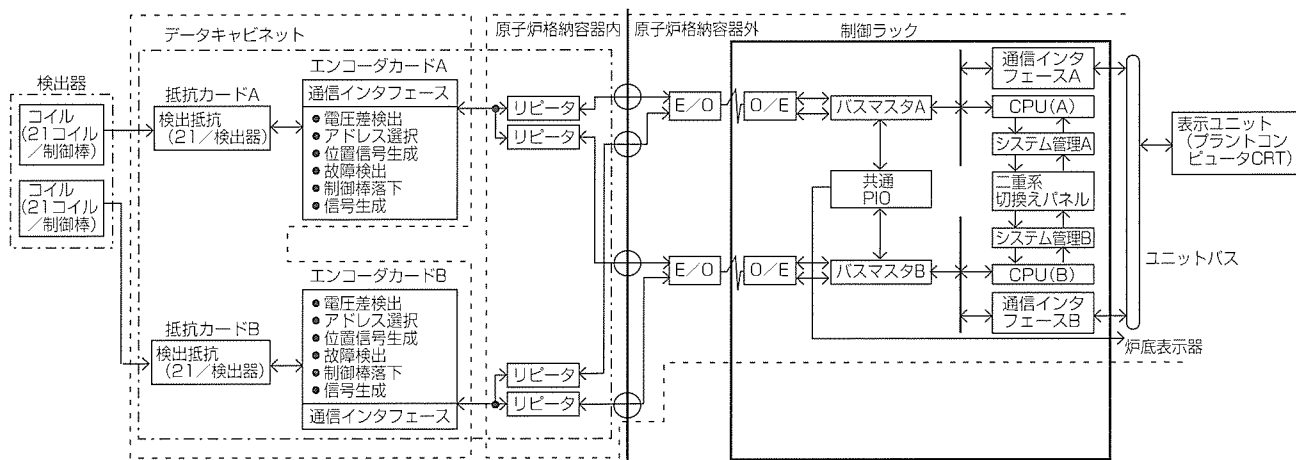 データキャビネット
原子炉格納容器内
原子炉格納容器外
制御ラック
検出器
コイル
(21コイル
/制御棒)
コイル
(21コイル
/制御棒)
抵抗カードA
検出抵抗
(21/検出器)
エンコーダカードA
通信インタフェース
●電圧差検出
●アドレス選択
●位置信号生成
●故障検出
●制御棒落下
●信号生成
抵抗カードB
検出抵抗
(21/検出器)
エンコーダカードB
●電圧差検出
●アドレス選択
●位置信号生成
●故障検出
●制御棒落下
●信号生成
通信インタフェース
リピータ
リピータ
リピータ
リピータ
E/O
O/E
E/O
O/E
バスマスタA
共通
PIO
バスマスタB
通信インタ
フェースA
CPU(A)
システム管理A
二重系
切換えパネル
システム管理B
CPU(B)
通信インタ
フェースB
ユニットバス
炉底表示器
表示ユニット
(プラントコン
ピュータCRT)